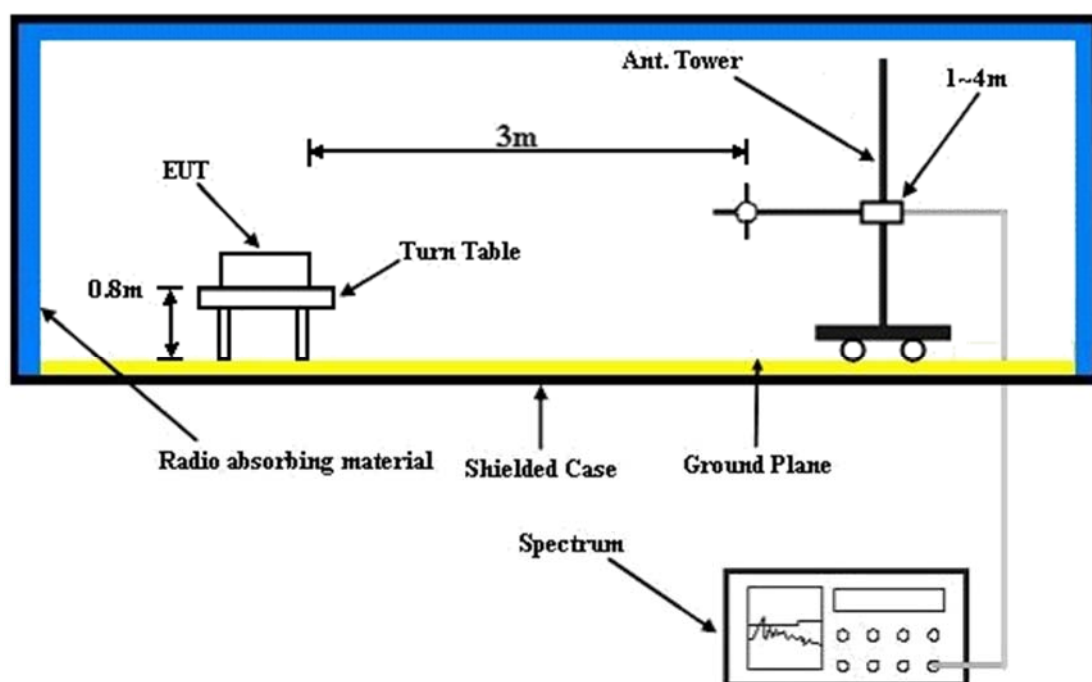 Ant. Tower
1~4m
3m
EUT
Turn Table
0.8m
Radio absorbing material
Shielded Case
Ground Plane
Spectrum